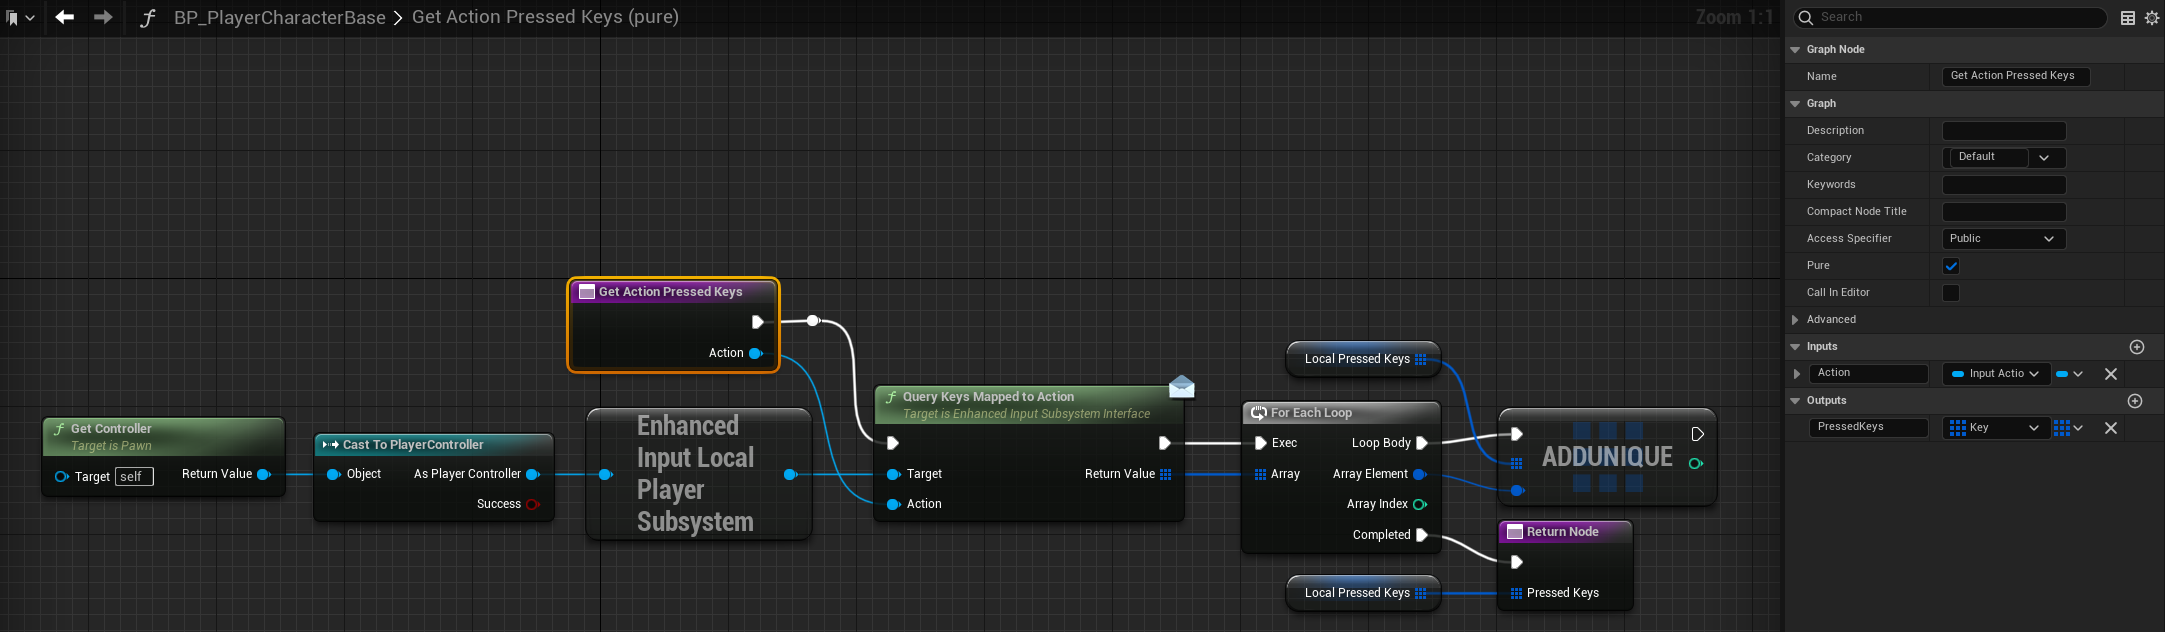 BP_PlayerCharacterBase > Get Action Pressed Keys (pure)
Zoom 1:1
Get Action Pressed Keys
Action
Get Controller
Target is Pawn
Target self
Return Value
Cast To PlayerController
Object
As Player Controller
Success
Enhanced
Input Local
Player
Subsystem
Query Keys Mapped to Action
Target is Enhanced Input Subsystem Interface
Target
Return Value
Action
Local Pressed Keys
For Each Loop
Exec
Loop Body
Array
Array Element
Array Index
Completed
ADDUNIQUE
Return Node
Pressed Keys
Local Pressed Keys
Search
Graph Node
Name
Get Action Pressed Keys
Graph
Description
Category
Default
Keywords
Compact Node Title
Access Specifier
Public
Pure
Call In Editor
Advanced
Inputs
Action
Input Actio
Outputs
PressedKeys
Key